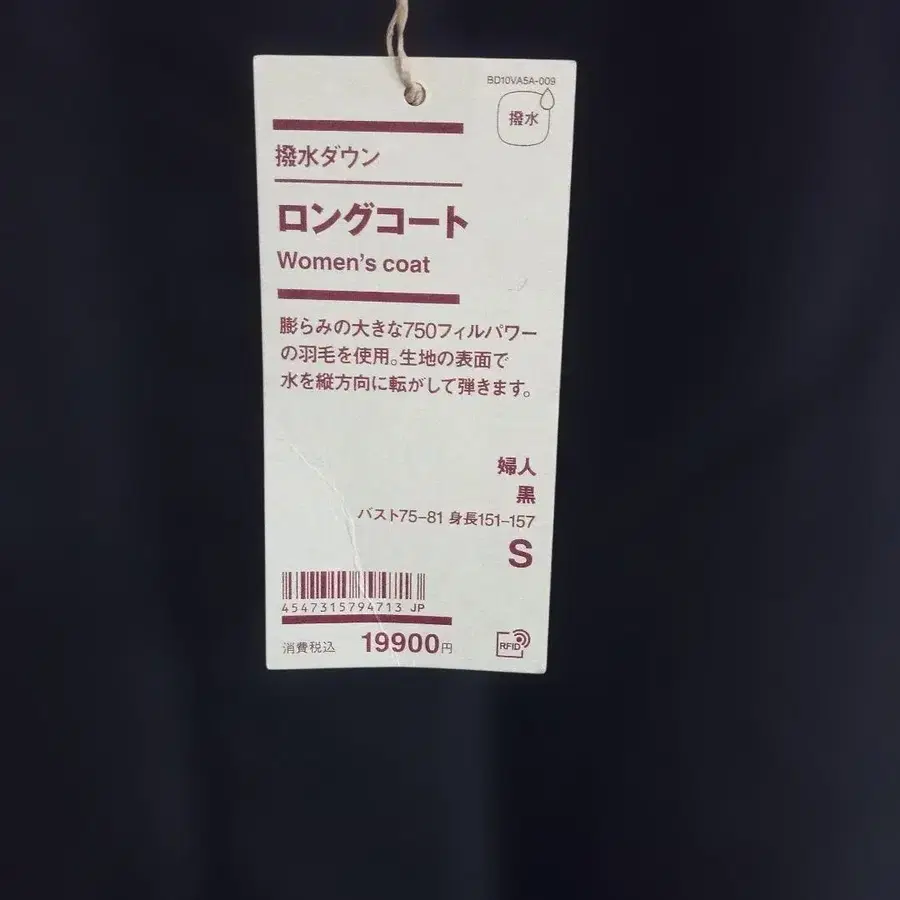 BD10VA5A-009
撥水
撥水ダウン
ロングコート
Women's coat
膨らみの大きな750フィルパワー
の羽毛を使用。生地の表面で
水を縦方向に転がして弾きます。
婦人
黒
バスト75–81 身長151–157
S
4547315794713 JP
消費税込 19900円
RFID